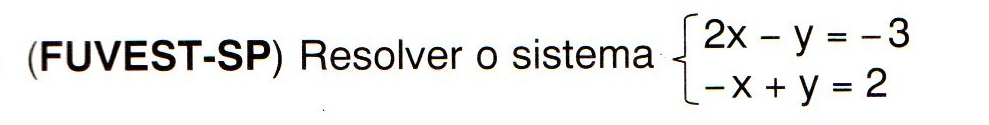 (FUVEST-SP) Resolver o sistema { 2x − y = −3
−x + y = 2